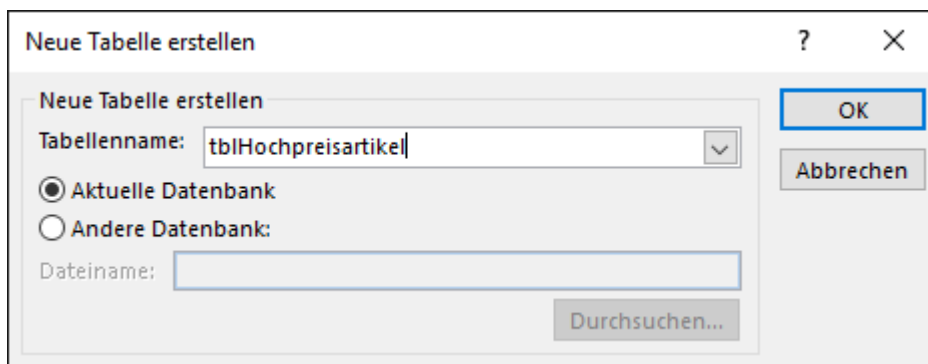 Neue Tabelle erstellen ?
Neue Tabelle erstellen
OK
Tabellenname: tblHochpreisartikel
Abbrechen
Aktuelle Datenbank
Andere Datenbank:
Dateiname:
Durchsuchen...